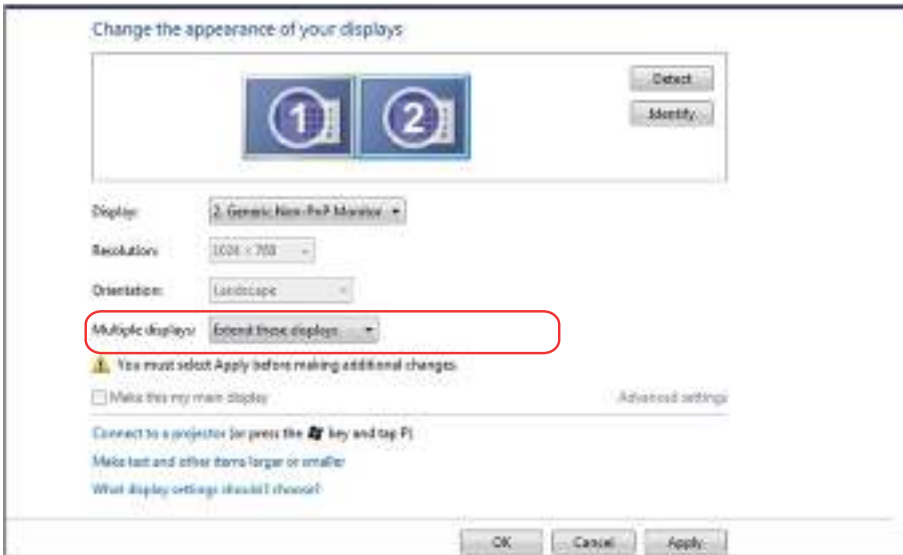 Change the appearance of your displays
1
2
Detect
Identify
Display: 2. Generic Non-PnP Monitor
Resolution: 1024 × 768
Orientation: Landscape
Multiple displays: Extend these displays
You must select Apply before making additional changes.
Make this my main display
Advanced settings
Connect to a projector (or press the key and tap P)
Make text and other items larger or smaller
What display settings should I choose?
OK
Cancel
Apply